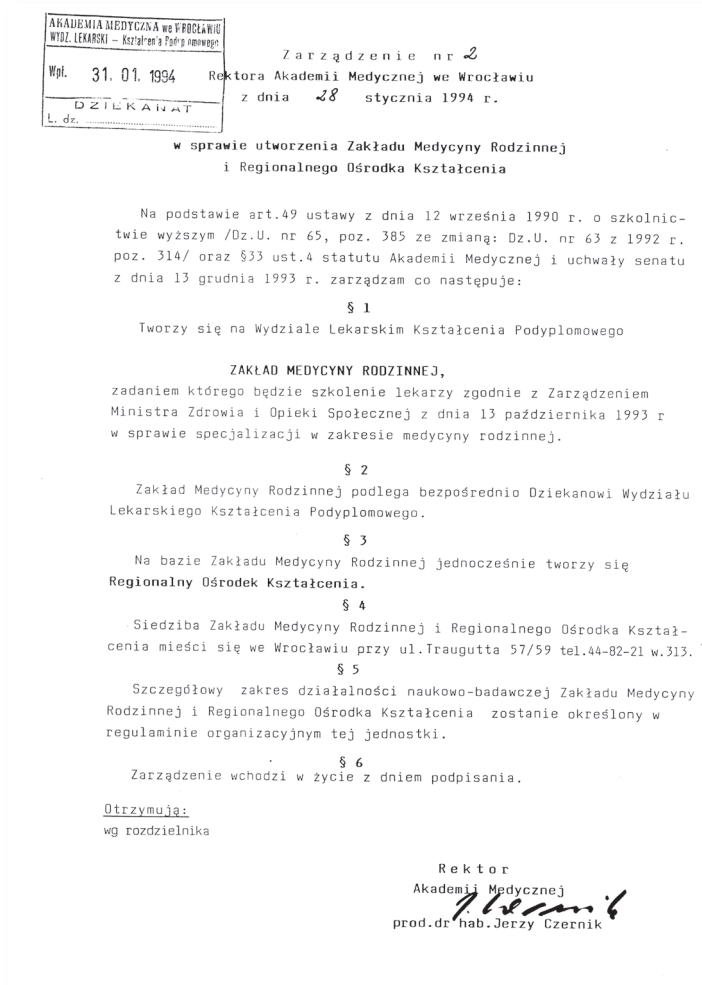 AKADEMIA MEDYCZNA we WROCŁAWIU
WYDZ. LEKARSKI – Kształcenia Podyplomowego
Wpł. 31. 01. 1994
DZIEKANAT
L. dz.
Zarządzenie nr 2
Rektora Akademii Medycznej we Wrocławiu
z dnia 28 stycznia 1994 r.
w sprawie utworzenia Zakładu Medycyny Rodzinnej
i Regionalnego Ośrodka Kształcenia
Na podstawie art.49 ustawy z dnia 12 września 1990 r. o szkolnic-
twie wyższym /Dz.U. nr 65, poz. 385 ze zmianą: Dz.U. nr 63 z 1992 r.
poz. 314/ oraz §33 ust.4 statutu Akademii Medycznej i uchwały senatu
z dnia 13 grudnia 1993 r. zarządzam co następuje:
§ 1
Tworzy się na Wydziale Lekarskim Kształcenia Podyplomowego
ZAKŁAD MEDYCYNY RODZINNEJ,
zadaniem którego będzie szkolenie lekarzy zgodnie z Zarządzeniem
Ministra Zdrowia i Opieki Społecznej z dnia 13 października 1993 r
w sprawie specjalizacji w zakresie medycyny rodzinnej.
§ 2
Zakład Medycyny Rodzinnej podlega bezpośrednio Dziekanowi Wydziału
Lekarskiego Kształcenia Podyplomowego.
§ 3
Na bazie Zakładu Medycyny Rodzinnej jednocześnie tworzy się
Regionalny Ośrodek Kształcenia.
§ 4
Siedziba Zakładu Medycyny Rodzinnej i Regionalnego Ośrodka Kształ-
cenia mieści się we Wrocławiu przy ul.Traugutta 57/59 tel.44-82-21 w.313.
§ 5
Szczegółowy zakres działalności naukowo-badawczej Zakładu Medycyny
Rodzinnej i Regionalnego Ośrodka Kształcenia zostanie określony w
regulaminie organizacyjnym tej jednostki.
§ 6
Zarządzenie wchodzi w życie z dniem podpisania.
Otrzymują:
wg rozdzielnika
Rektor
Akademii Medycznej
J. Czernik
prod.dr hab.Jerzy Czernik